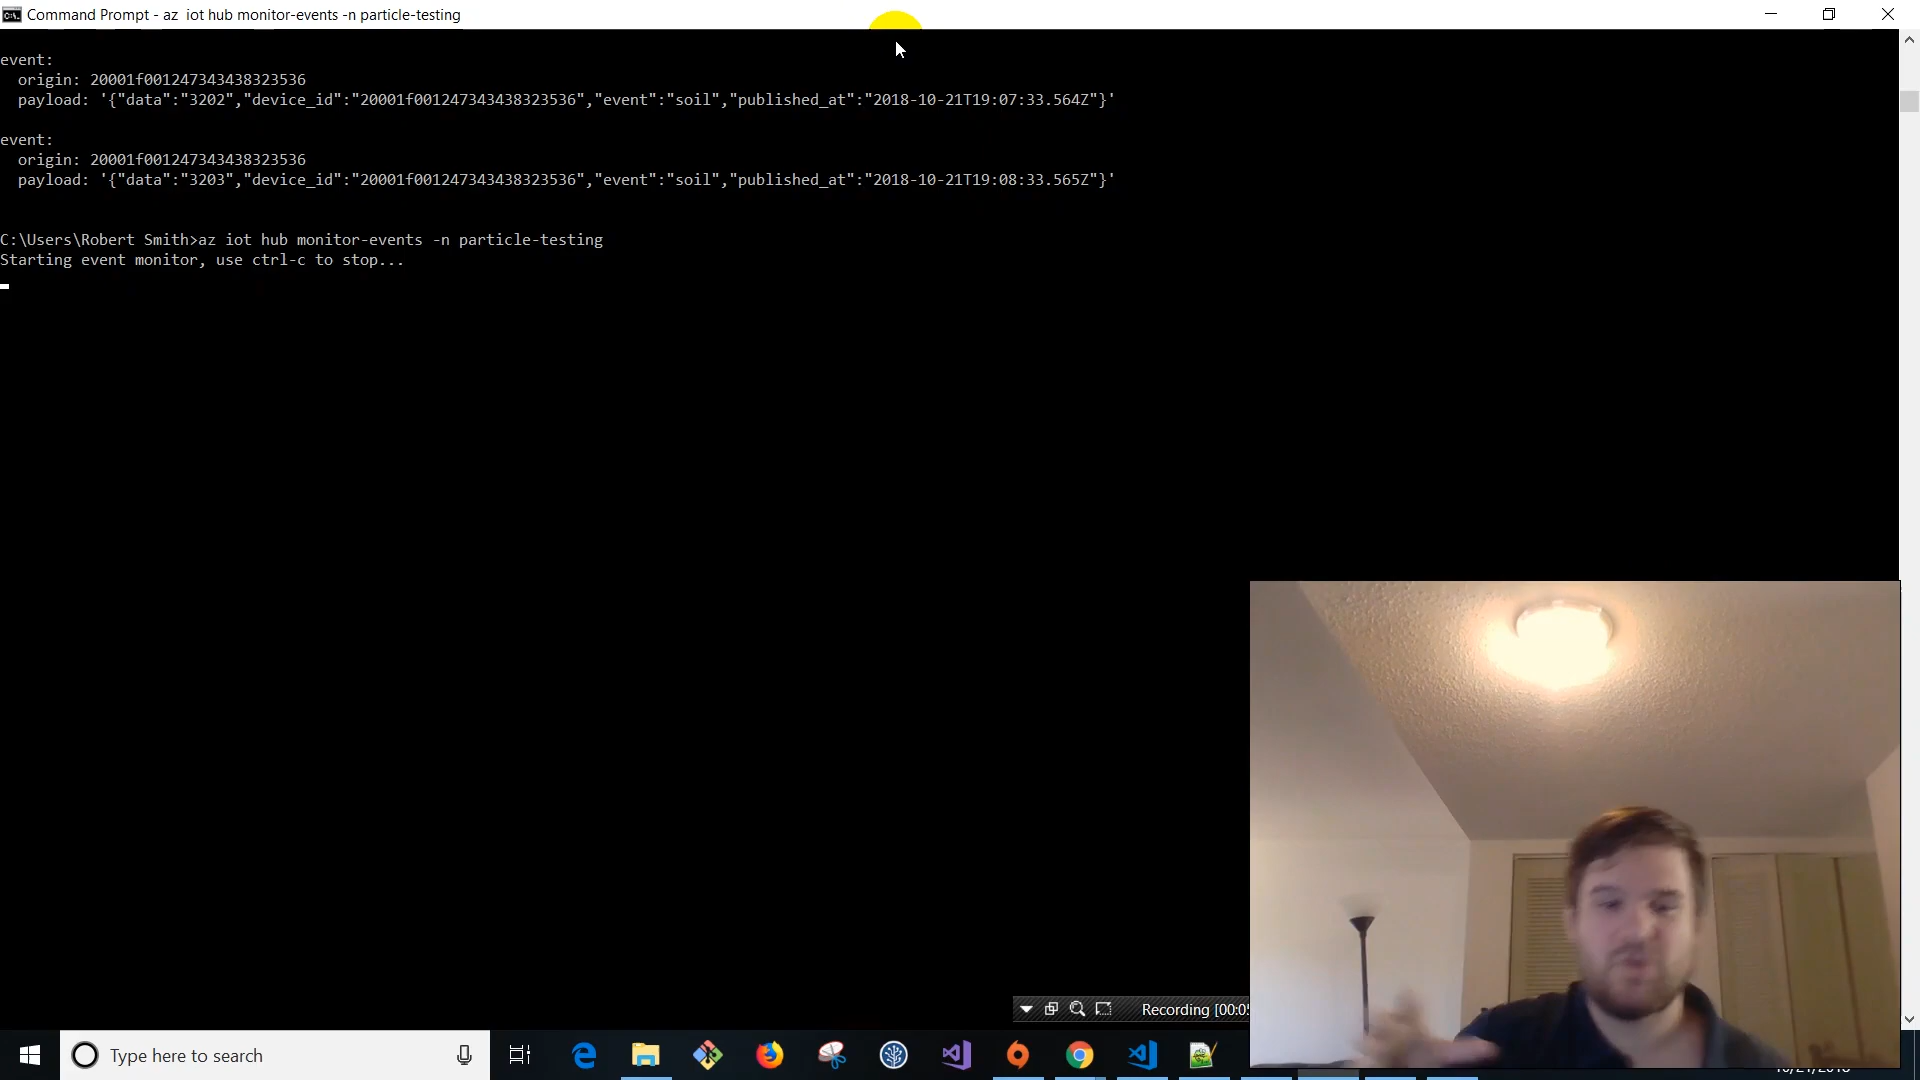 Command Prompt - az  iot hub monitor-events -n particle-testing
event:
origin: 20001f001247343438323536
payload: '{"data":"3202","device_id":"20001f001247343438323536","event":"soil","published_at":"2018-10-21T19:07:33.564Z"}'
event:
origin: 20001f001247343438323536
payload: '{"data":"3203","device_id":"20001f001247343438323536","event":"soil","published_at":"2018-10-21T19:08:33.565Z"}'
C:\Users\Robert Smith>az iot hub monitor-events -n particle-testing
Starting event monitor, use ctrl-c to stop...
Recording [00:0
Type here to search